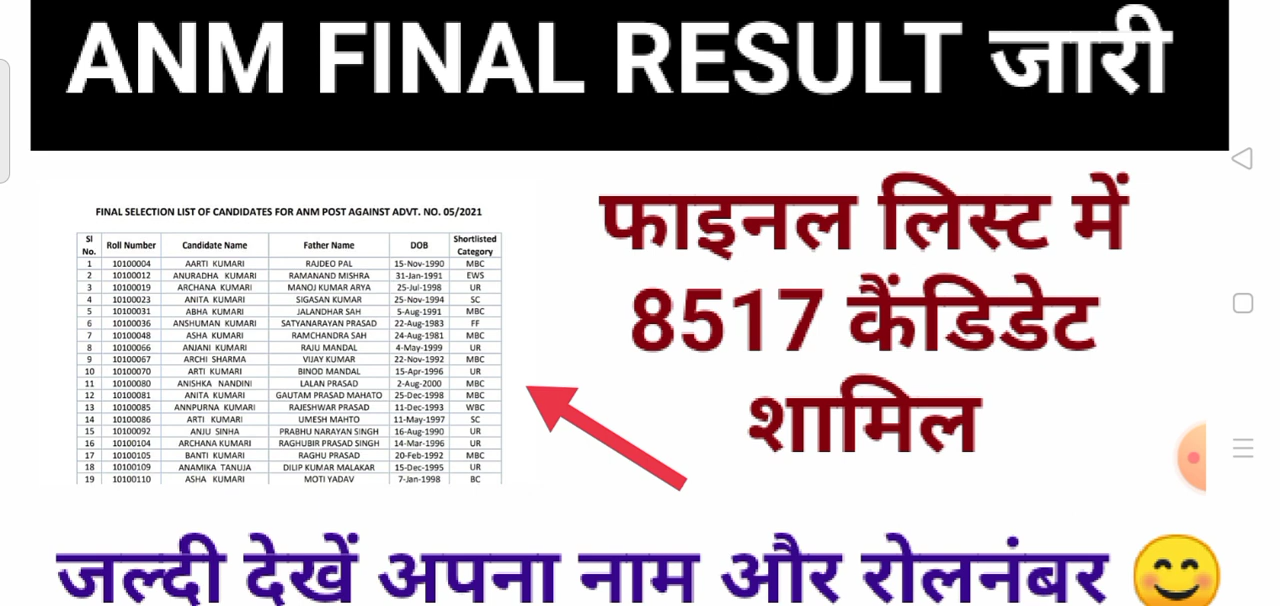 ANM FINAL RESULT जारी
FINAL SELECTION LIST OF CANDIDATES FOR ANM POST AGAINST ADVT. NO. 05/2021
Sl No. Roll Number Candidate Name Father Name DOB Shortlisted Category
1 10100004 AARTI KUMARI RAJDEO PAL 15-Nov-1990 MBC
2 10100012 ANURADHA KUMARI RAMANAND MISHRA 31-Jan-1991 EWS
3 10100019 ARCHANA KUMARI MANOJ KUMAR ARYA 25-Jul-1998 UR
4 10100023 ANITA KUMARI SIGASAN KUMAR 25-Nov-1994 SC
5 10100031 ABHA KUMARI JALANDHAR SAH 5-Aug-1991 MBC
6 10100036 ANSHUMAN KUMARI SATYANARAYAN PRASAD 22-Aug-1983 FF
7 10100048 ASHA KUMARI RAMCHANDRA SAH 24-Aug-1981 MBC
8 10100066 ANJANI KUMARI RAJU MANDAL 4-May-1999 UR
9 10100067 ARCHI SHARMA VIJAY KUMAR 22-Nov-1992 MBC
10 10100070 ARTI KUMARI BINOD MANDAL 15-Apr-1996 UR
11 10100080 ANISHKA NANDINI LALAN PRASAD 2-Aug-2000 MBC
12 10100081 ANITA KUMARI GAUTAM PRASAD MAHATO 25-Dec-1998 MBC
13 10100085 ANNPURNA KUMARI RAJESHWAR PRASAD 11-Dec-1993 WBC
14 10100086 ARTI KUMARI UMESH MAHTO 11-May-1997 SC
15 10100092 ANJU SINHA PRABHU NARAYAN SINGH 16-Aug-1990 UR
16 10100104 ARCHANA KUMARI RAGHUBIR PRASAD SINGH 14-Mar-1996 UR
17 10100105 BANTI KUMARI RAGHU PRASAD 20-Feb-1992 MBC
18 10100109 ANAMIKA TANUJA DILIP KUMAR MALAKAR 15-Dec-1995 UR
19 10100110 ASHA KUMARI MOTI YADAV 7-Jan-1998 BC
फाइनल लिस्ट में
8517 कैंडिडेट
शामिल
जल्दी देखें अपना नाम और रोलनंबर 😊